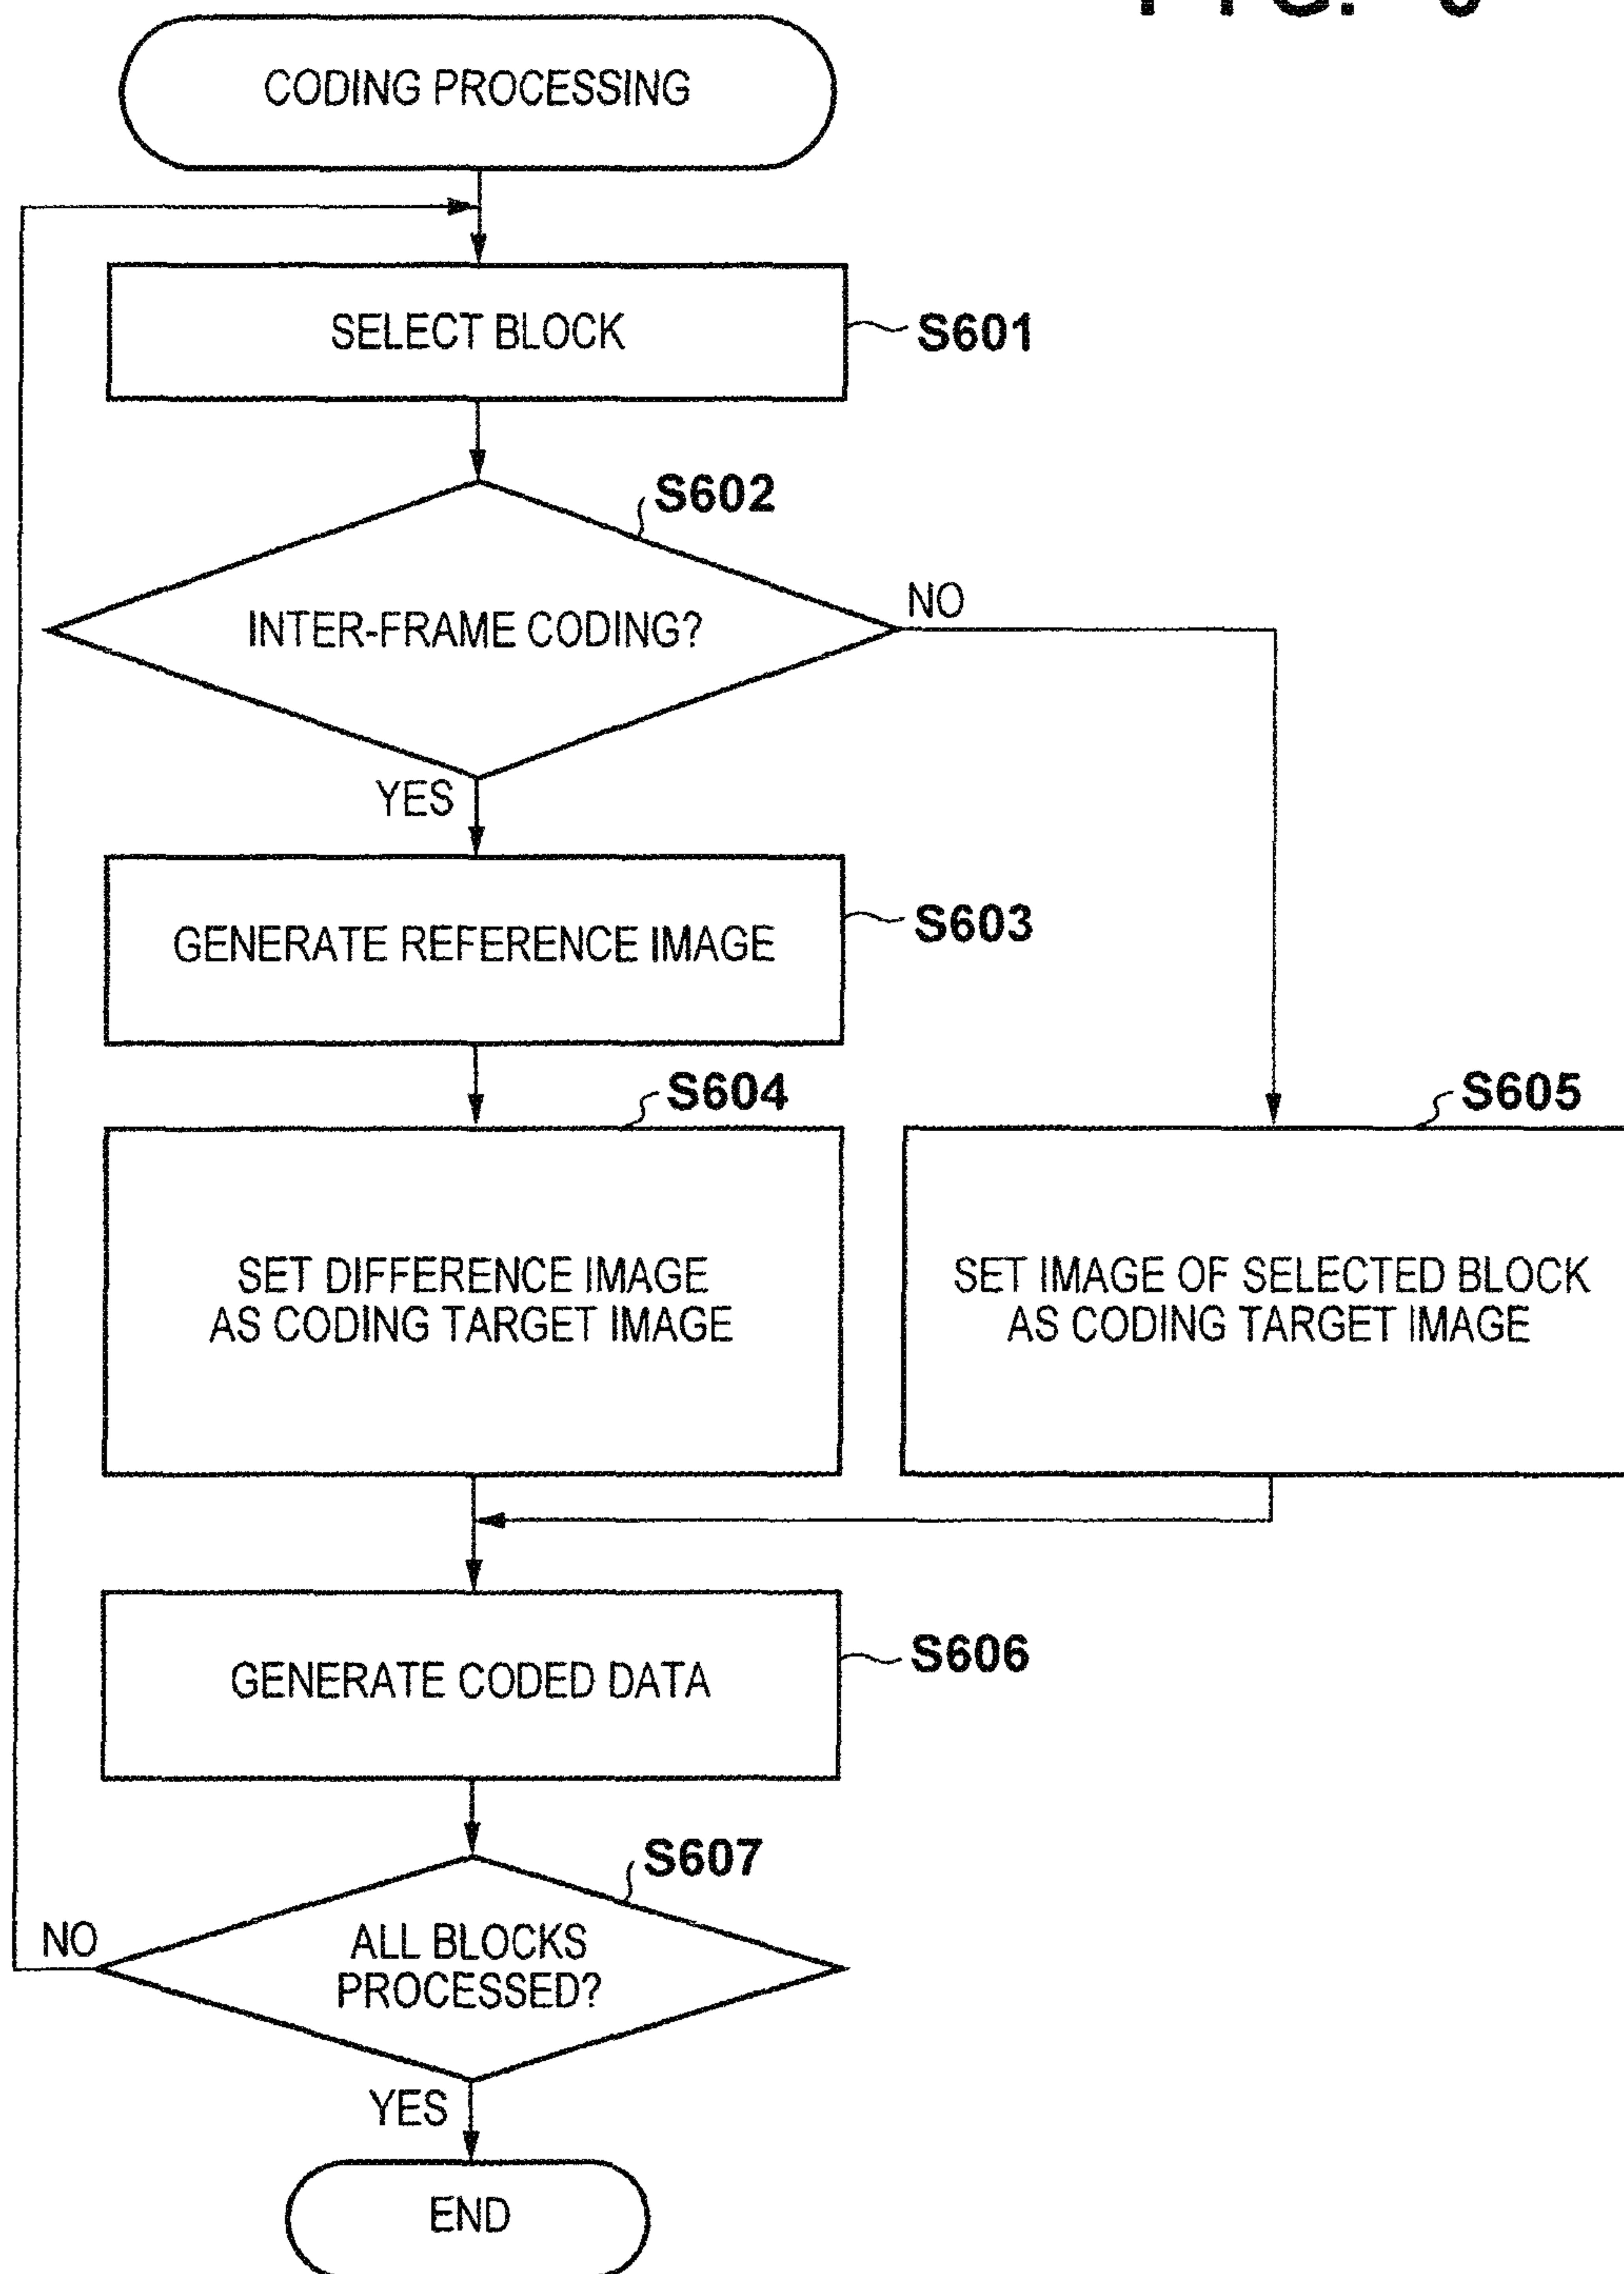 FIG.
CODING PROCESSING
SELECT BLOCK
S601
S602
INTER-FRAME CODING?
NO
YES
GENERATE REFERENCE IMAGE
S603
S604
S605
SET DIFFERENCE IMAGE
AS CODING TARGET IMAGE
SET IMAGE OF SELECTED BLOCK
AS CODING TARGET IMAGE
GENERATE CODED DATA
S606
S607
NO
ALL BLOCKS
PROCESSED?
YES
END